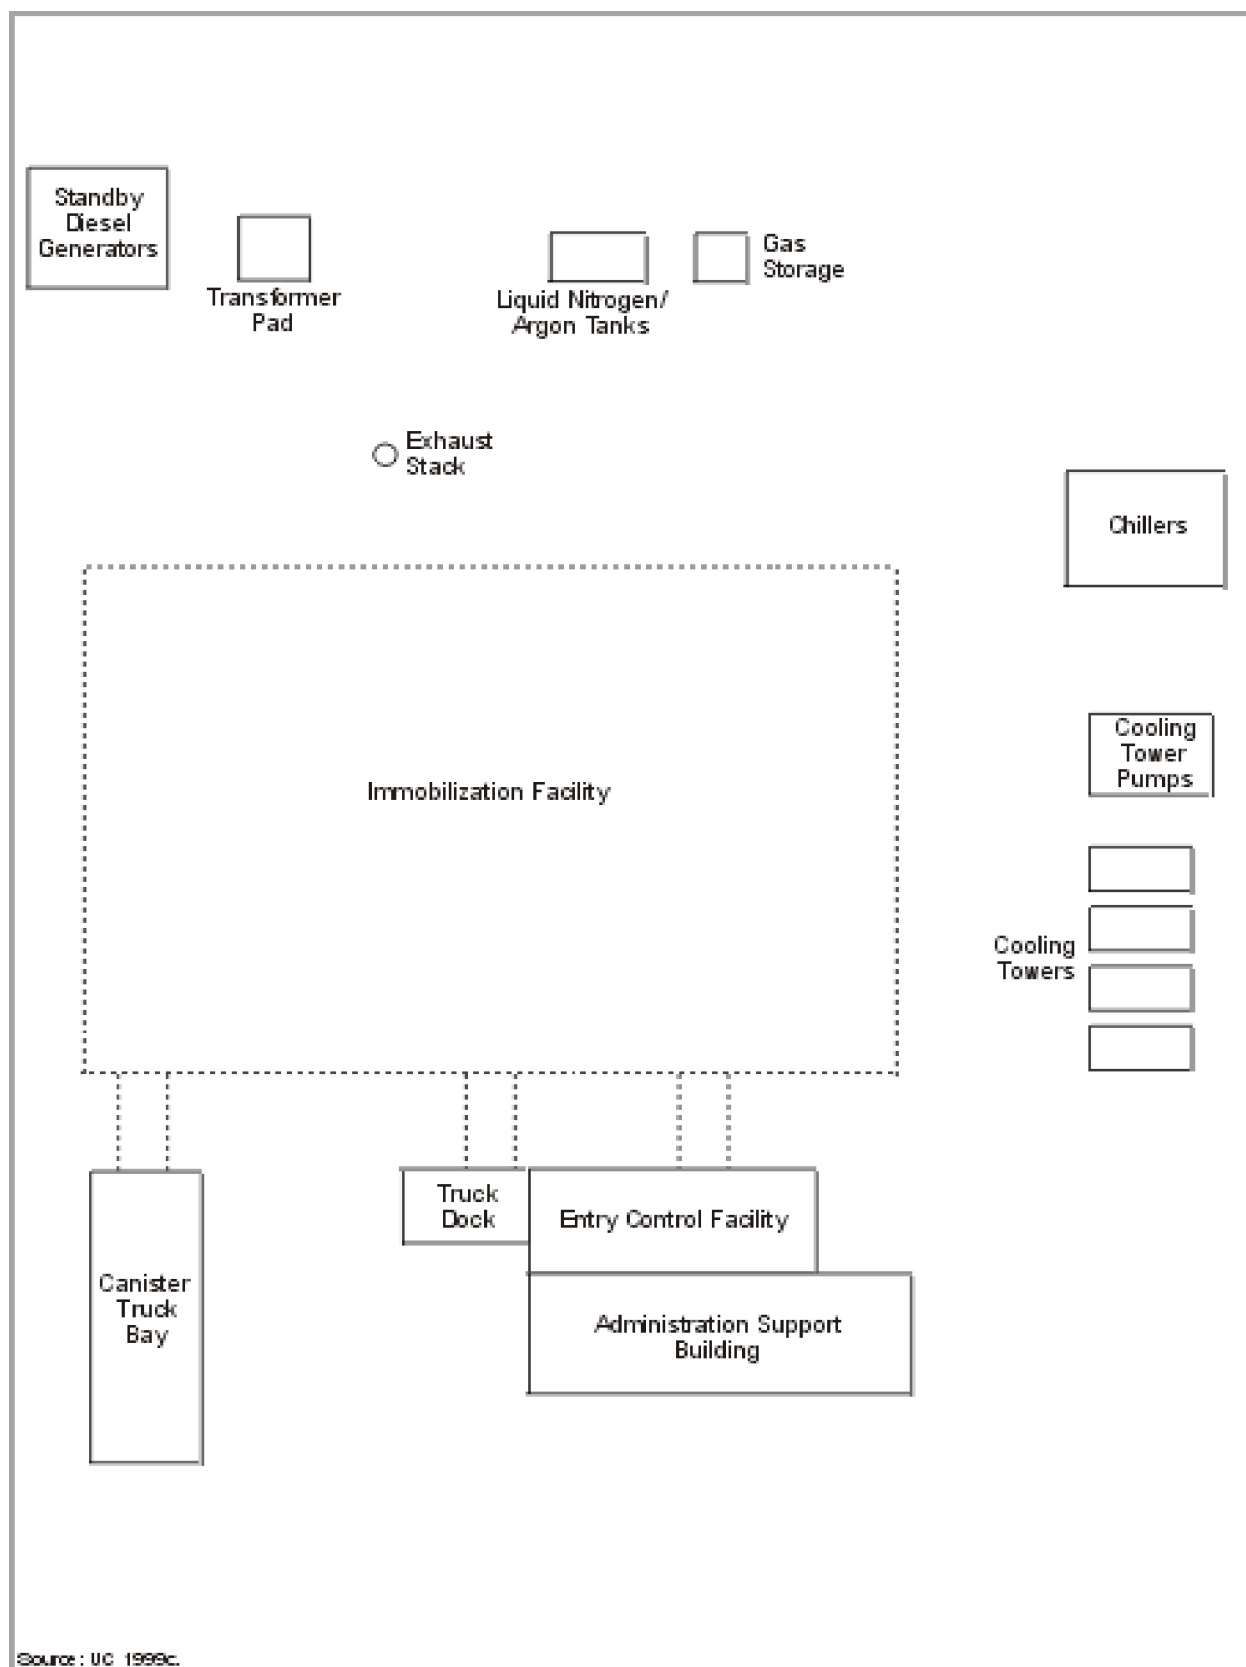 Standby
Diesel
Generators
Transformer
Pad
Liquid Nitrogen/
Argon Tanks
Gas
Storage
Exhaust
Stack
Chillers
Immobilization Facility
Cooling
Tower
Pumps
Cooling
Towers
Truck
Dock
Entry Control Facility
Canister
Truck
Bay
Administration Support
Building
Source: UC 1999c.